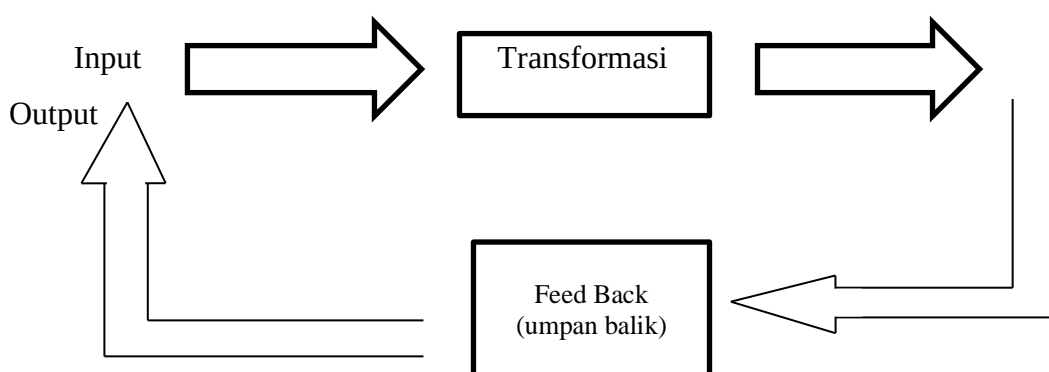 Input
Transformasi
Output
Feed Back
(umpan balik)